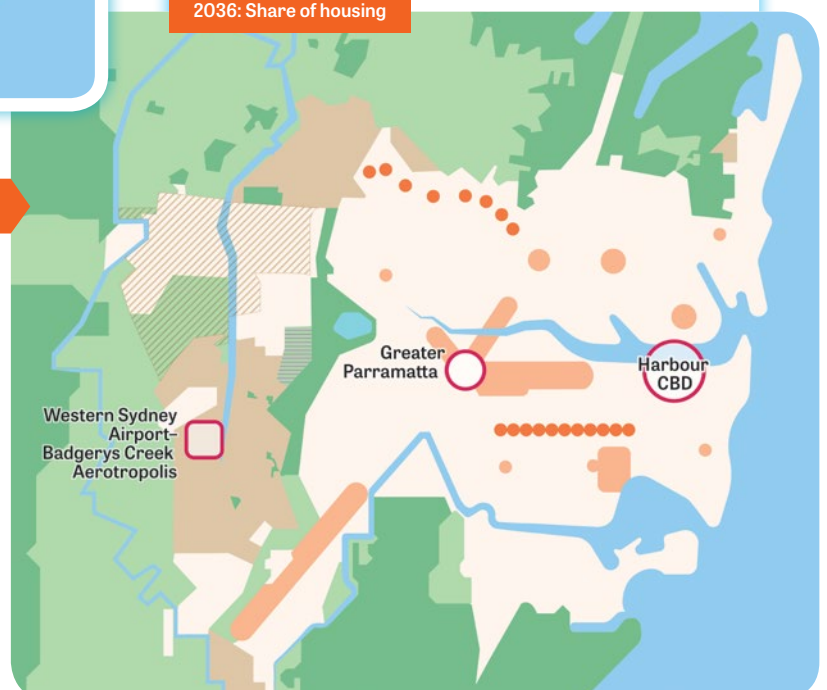 2036: Share of housing
Greater
Parramatta
Harbour
CBD
Western Sydney
Airport–
Badgerys Creek
Aerotropolis